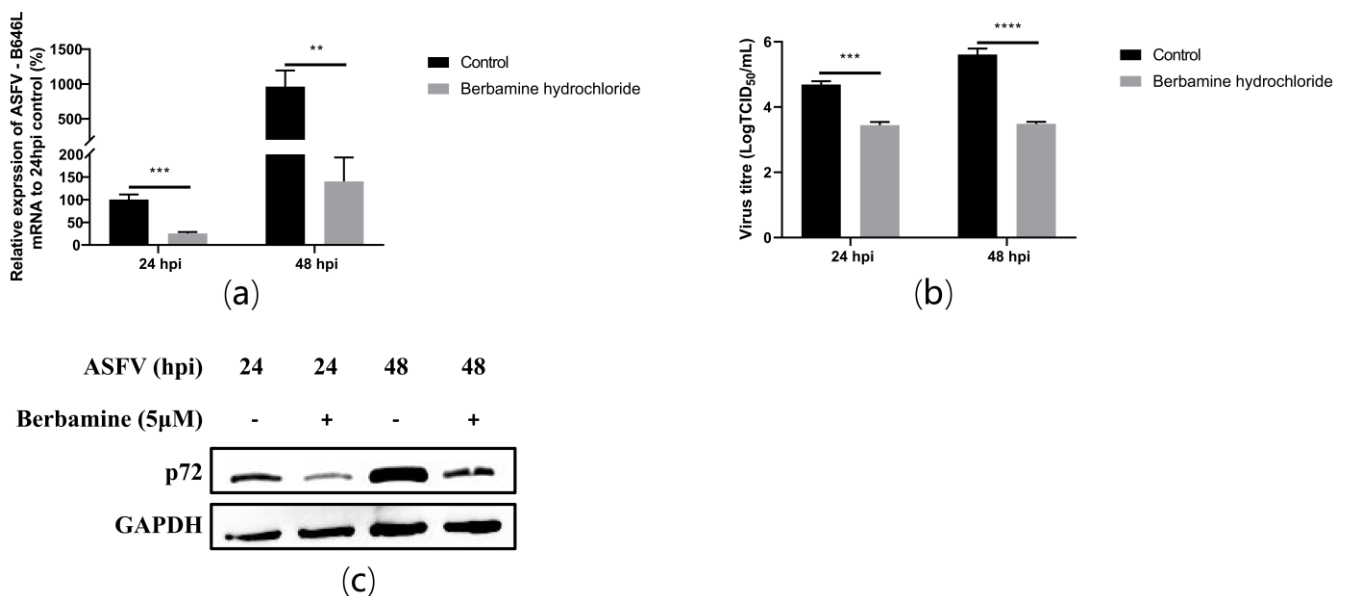 Relative exprssion of ASFV - B646L
mRNA to 24hpi control (%)
1500
1000
500
200
150
100
50
0
***
**
24 hpi
48 hpi
Control
Berbamine hydrochloride
(a)
Virus titre (LogTCID50/mL)
6
4
2
0
***
****
24 hpi
48 hpi
Control
Berbamine hydrochloride
(b)
ASFV (hpi) 24 24 48 48
Berbamine (5μM) - + - +
p72
GAPDH
(c)